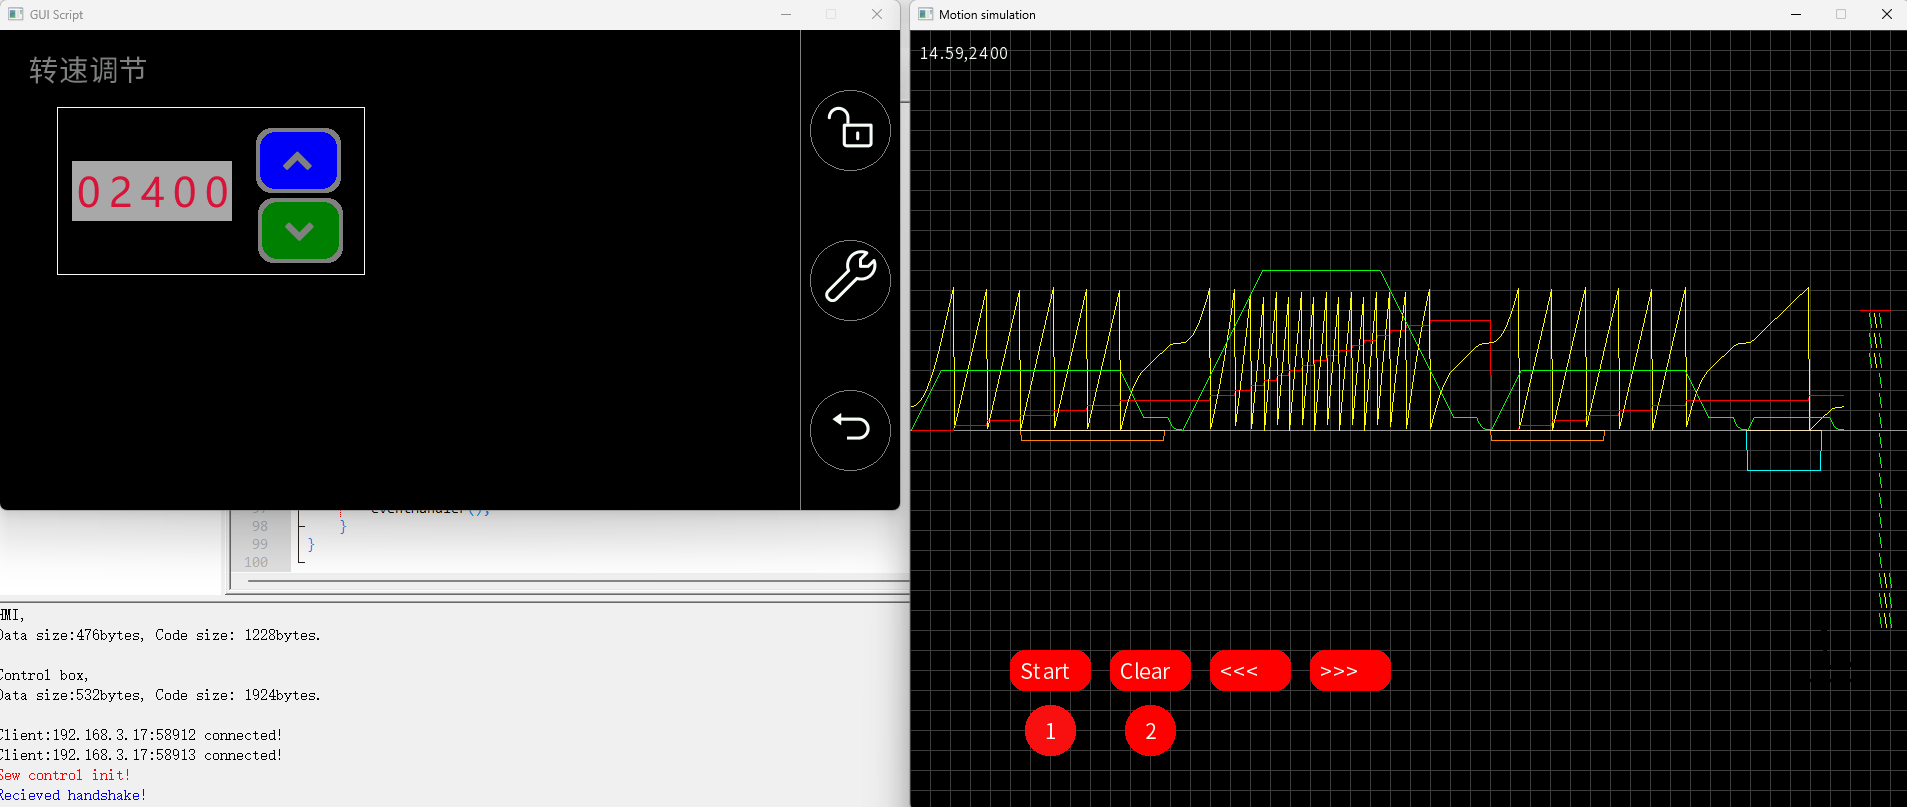 GUI Script
转速调节
02400
98
}
99
}
100
HMI,
Data size:476bytes, Code size: 1228bytes.
Control box,
Data size:532bytes, Code size: 1924bytes.
Client:192.168.3.17:58912 connected!
Client:192.168.3.17:58913 connected!
Sew control init!
Recieved handshake!
Motion simulation
14.59,2400
Start
Clear
<<<
>>>
1
2